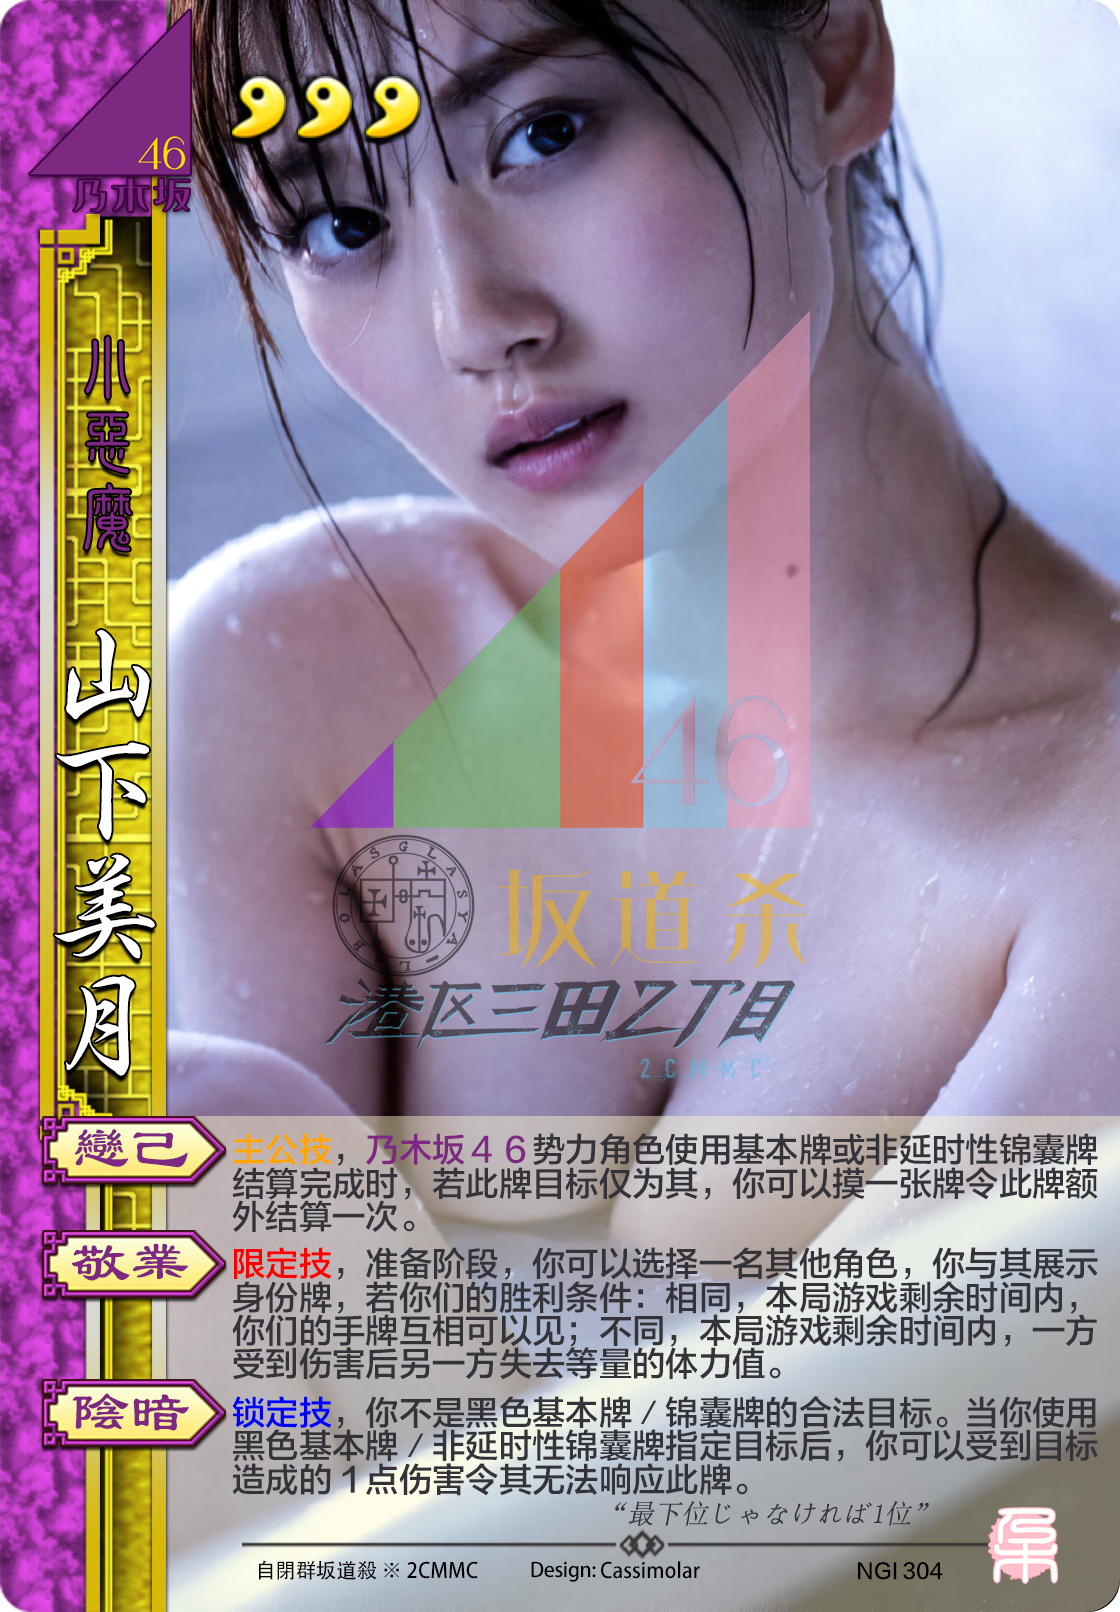 46
乃木坂
小惡魔
山下美月
46
GLASYALABOLAS
坂道杀
港区三田乙丁目
2CMMC
戀己
主公技，乃木坂４６势力角色使用基本牌或非延时性锦囊牌
结算完成时，若此牌目标仅为其，你可以摸一张牌令此牌额
外结算一次。
敬業
限定技，准备阶段，你可以选择一名其他角色，你与其展示
身份牌，若你们的胜利条件：相同，本局游戏剩余时间内，
你们的手牌互相可以见；不同，本局游戏剩余时间内，一方
受到伤害后另一方失去等量的体力值。
陰暗
锁定技，你不是黑色基本牌／锦囊牌的合法目标。当你使用
黑色基本牌／非延时性锦囊牌指定目标后，你可以受到目标
造成的１点伤害令其无法响应此牌。
“最下位じゃなければ1位”
自閉群坂道殺 ※ 2CMMC Design: Cassimolar NGI 304